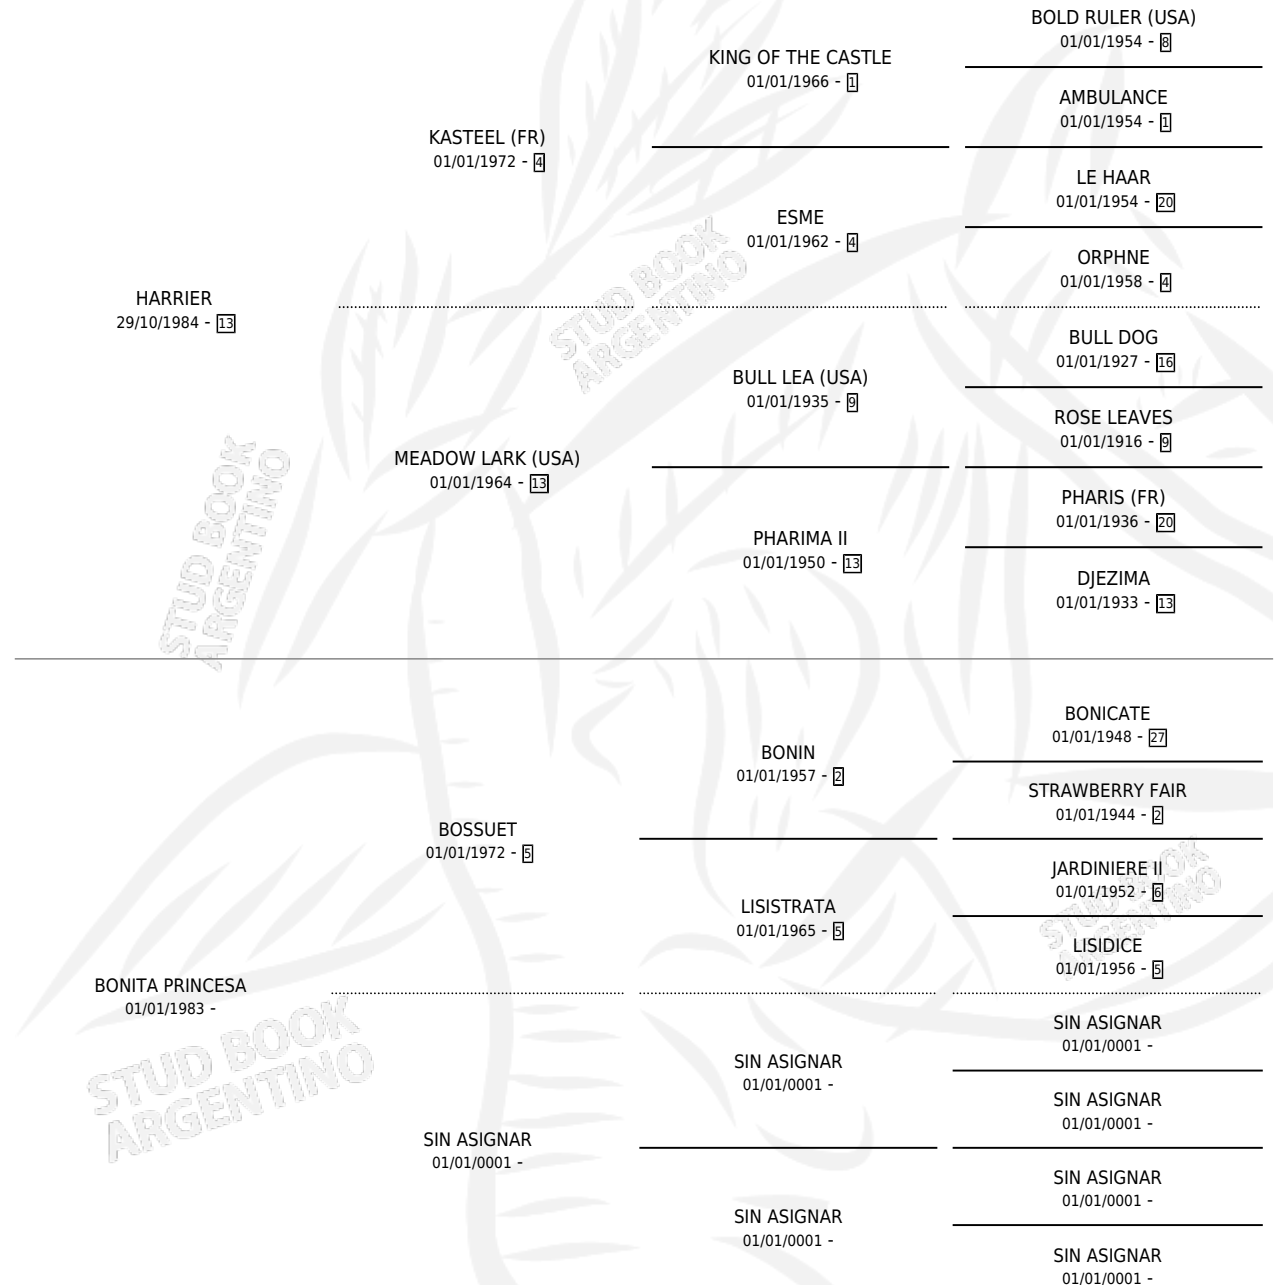 BOLD RULER (USA)
01/01/1954 - 8
KING OF THE CASTLE
01/01/1966 - 1
AMBULANCE
01/01/1954 - 1
KASTEEL (FR)
01/01/1972 - 4
LE HAAR
01/01/1954 - 20
ESME
01/01/1962 - 4
ORPHNE
01/01/1958 - 4
HARRIER
29/10/1984 - 13
BULL DOG
01/01/1927 - 16
BULL LEA (USA)
01/01/1935 - 9
ROSE LEAVES
01/01/1916 - 9
MEADOW LARK (USA)
01/01/1964 - 13
PHARIS (FR)
01/01/1936 - 20
PHARIMA II
01/01/1950 - 13
DJEZIMA
01/01/1933 - 13
BONICATE
01/01/1948 - 27
BONIN
01/01/1957 - 2
STRAWBERRY FAIR
01/01/1944 - 2
BOSSUET
01/01/1972 - 5
JARDINIERE II
01/01/1952 - 6
LISISTRATA
01/01/1965 - 5
LISIDICE
01/01/1956 - 5
BONITA PRINCESA
01/01/1983 -
SIN ASIGNAR
01/01/0001 -
SIN ASIGNAR
01/01/0001 -
SIN ASIGNAR
01/01/0001 -
SIN ASIGNAR
01/01/0001 -
SIN ASIGNAR
01/01/0001 -
SIN ASIGNAR
01/01/0001 -
SIN ASIGNAR
01/01/0001 -
STUD BOOK
ARGENTINO
STUD BOOK
ARGENTINO
STUD BOOK
ARGENTINO
STUD BOOK
ARGENTINO